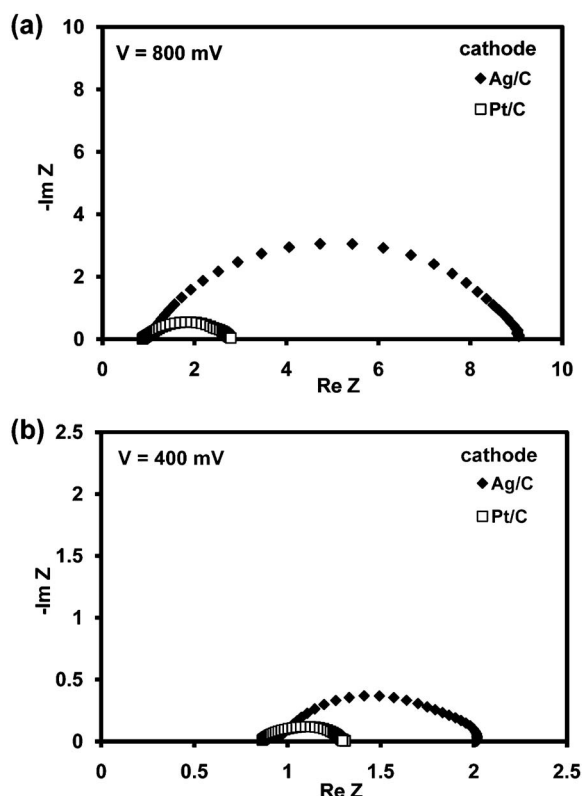 (a)
V = 800 mV
cathode
Ag/C
Pt/C
10
8
6
4
2
0
-Im Z
0 2 4 6 8 10
Re Z
(b)
V = 400 mV
cathode
Ag/C
Pt/C
2.5
2
1.5
1
0.5
0
-Im Z
0 0.5 1 1.5 2 2.5
Re Z